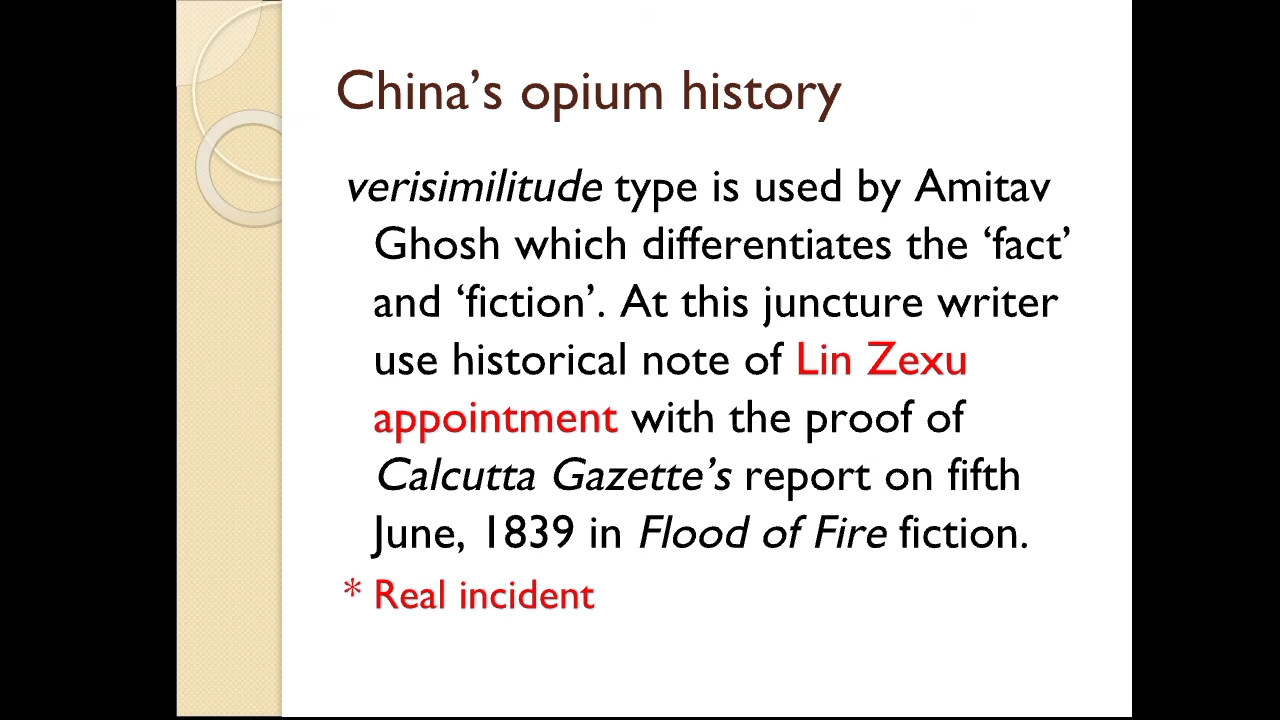 China’s opium history
verisimilitude type is used by Amitav
Ghosh which differentiates the ‘fact’
and ‘fiction’. At this juncture writer
use historical note of Lin Zexu
appointment with the proof of
Calcutta Gazette’s report on fifth
June, 1839 in Flood of Fire fiction.
* Real incident